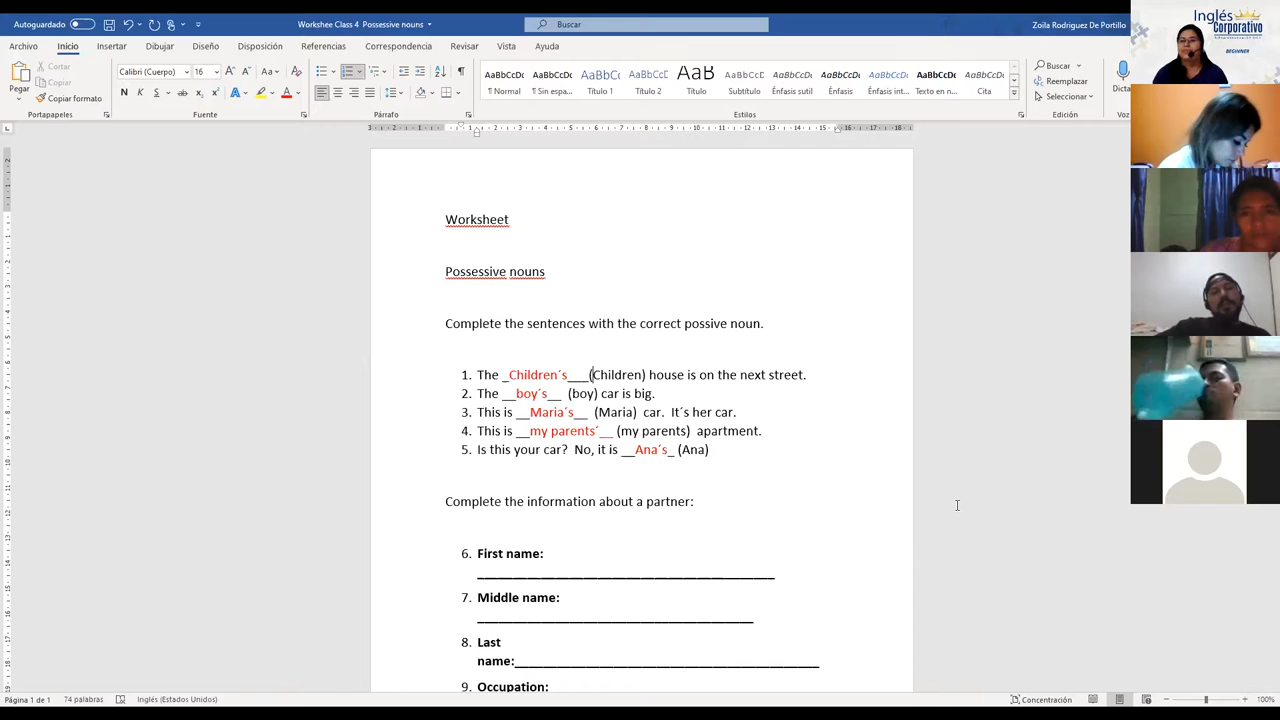 Autoguardado
Workshee Class 4 Possessive nouns
Buscar
Zoila Rodriguez De Portillo
Inglés
Corporativo
BEGINNER
Archivo Inicio Insertar Dibujar Diseño Disposición Referencias Correspondencia Revisar Vista Ayuda
Pegar
Cortar
Copiar
Copiar formato
Portapapeles
Calibri (Cuerpo) 16
N K S
Fuente
Párrafo
AaBbCcDc AaBbCcDc AaBbCc AaBbCcD AaB AaBbCcD AaBbCcDc AaBbCcDc AaBbCcDc AaBbCcDc AaBbCcDc
¶ Normal ¶ Sin espa... Título 1 Título 2 Título Subtítulo Énfasis sutil Énfasis Énfasis int... Texto en n... Cita
Estilos
Buscar
Reemplazar
Seleccionar
Edición
Dicta
Voz
Worksheet
Possessive nouns
Complete the sentences with the correct possive noun.
1. The _Children´s___(Children) house is on the next street.
2. The __boy´s__ (boy) car is big.
3. This is __Maria´s__ (Maria) car. It´s her car.
4. This is __my parents´__ (my parents) apartment.
5. Is this your car? No, it is __Ana´s_ (Ana)
Complete the information about a partner:
6. First name:
__________________________________________
7. Middle name:
_______________________________________
8. Last
name:___________________________________________
9. Occupation:
Página 1 de 1 74 palabras Inglés (Estados Unidos)
Concentración
100%